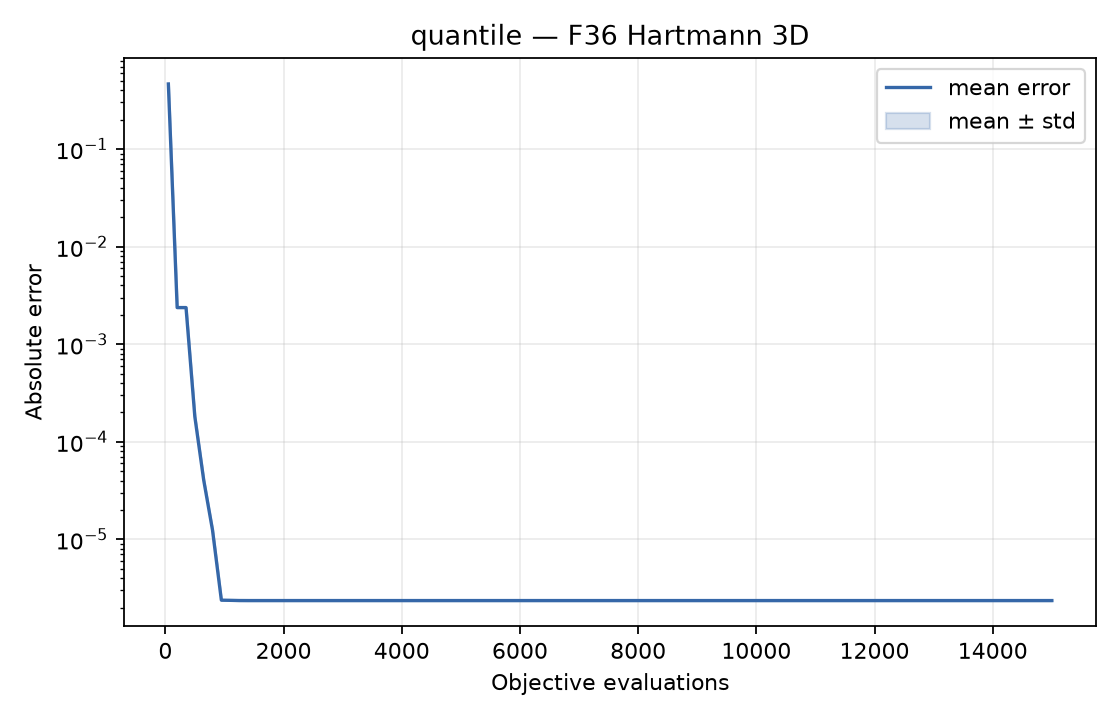 quantile — F36 Hartmann 3D
mean error
mean ± std
Absolute error
10⁻¹
10⁻²
10⁻³
10⁻⁴
10⁻⁵
0 2000 4000 6000 8000 10000 12000 14000
Objective evaluations